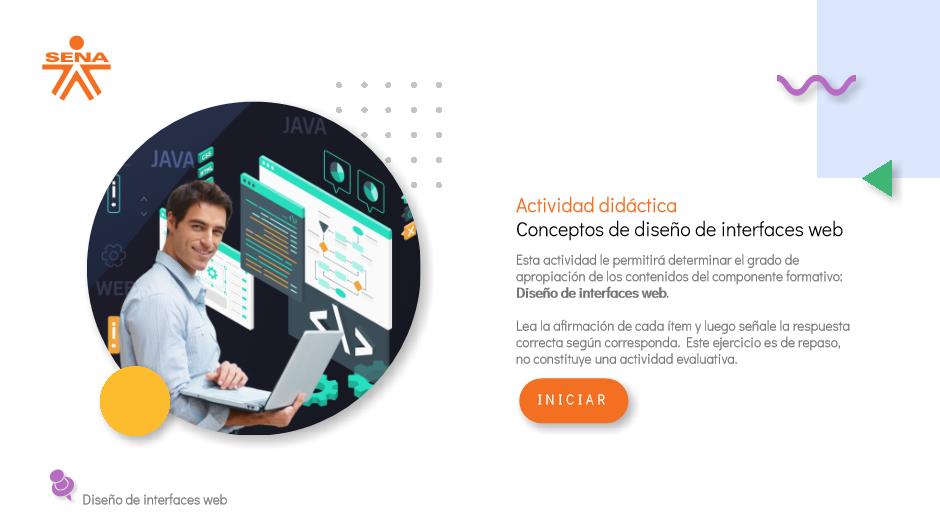 SENA
JAVA
JAVA
CSS
HTML
WEB
</>
Actividad didáctica
Conceptos de diseño de interfaces web
Esta actividad le permitirá determinar el grado de
apropiación de los contenidos del componente formativo:
Diseño de interfaces web.
Lea la afirmación de cada ítem y luego señale la respuesta
correcta según corresponda. Este ejercicio es de repaso,
no constituye una actividad evaluativa.
INICIAR
Diseño de interfaces web